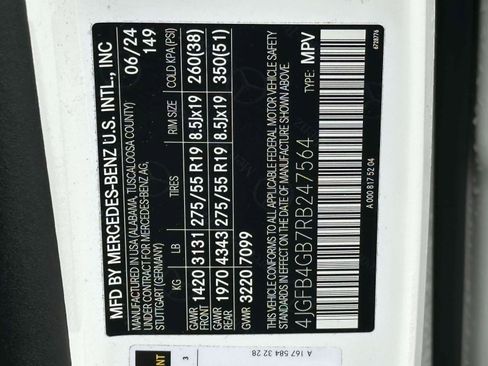 MFD BY MERCEDES-BENZ U.S. INTL., INC
06/24
MANUFACTURED IN USA (ALABAMA, TUSCALOOSA COUNTY)
UNDER CONTRACT FOR MERCEDES-BENZ AG,
149
STUTTGART (GERMANY)
KG LB TIRES RIM SIZE COLD KPA(PSI)
GAWR FRONT 1420 3131 275/55 R19 8.5Jx19 260(38)
GAWR REAR 1970 4343 275/55 R19 8.5Jx19 350(51)
GVWR 3220 7099
THIS VEHICLE CONFORMS TO ALL APPLICABLE FEDERAL MOTOR VEHICLE SAFETY
STANDARDS IN EFFECT ON THE DATE OF MANUFACTURE SHOWN ABOVE.
4JGFB4GB7RB247564
TYPE: MPV
A 000 817 52 04
6728776
A 167 584 32 28
3